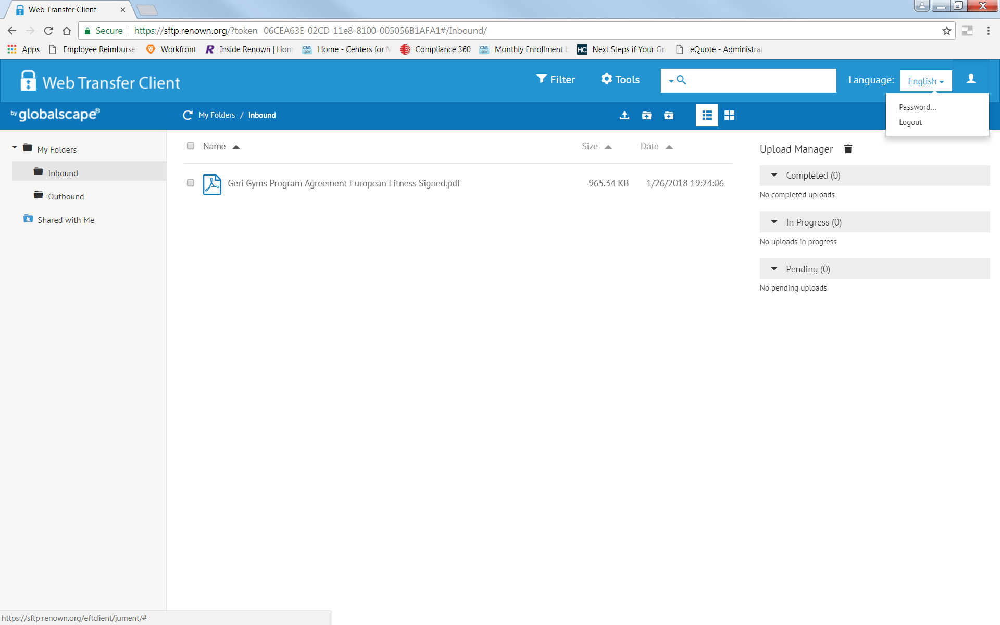 Web Transfer Client
Secure https://sftp.renown.org/?token=06CEA63E-02CD-11e8-8100-005056B1AFA1#/Inbound/
Apps Employee Reimburse Workfront Inside Renown | Hom Home - Centers for M Compliance 360 Monthly Enrollment b Next Steps if Your Gr eQuote - Administrat
Web Transfer Client Filter Tools Language: English
by globalscape® My Folders / Inbound
Password...
Logout
My Folders
Inbound
Outbound
Shared with Me
Name Size Date
Geri Gyms Program Agreement European Fitness Signed.pdf 965.34 KB 1/26/2018 19:24:06
Upload Manager
Completed (0)
No completed uploads
In Progress (0)
No uploads in progress
Pending (0)
No pending uploads
https://sftp.renown.org/eftclient/jument/#